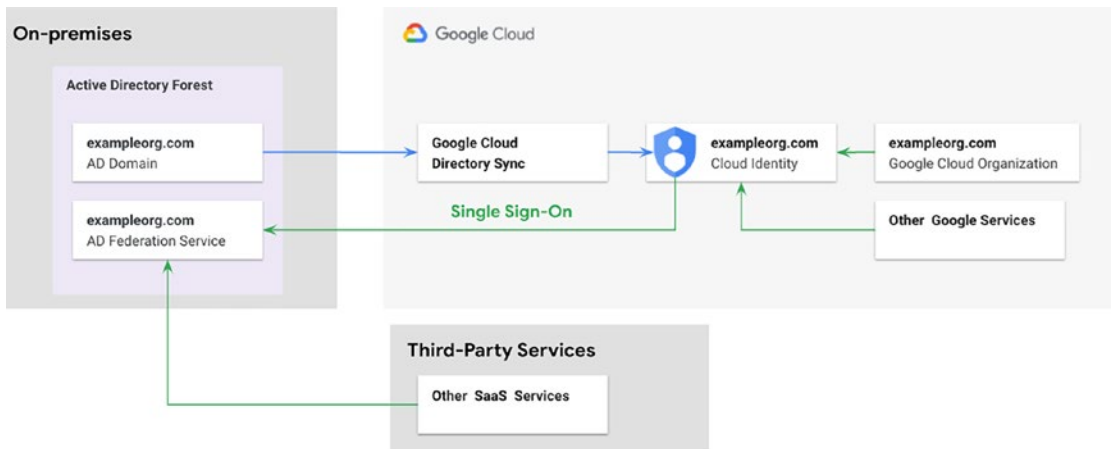 On-premises
Google Cloud
Active Directory Forest
exampleorg.com
AD Domain
Google Cloud
Directory Sync
exampleorg.com
Cloud Identity
exampleorg.com
Google Cloud Organization
exampleorg.com
AD Federation Service
Single Sign-On
Other Google Services
Third-Party Services
Other SaaS Services